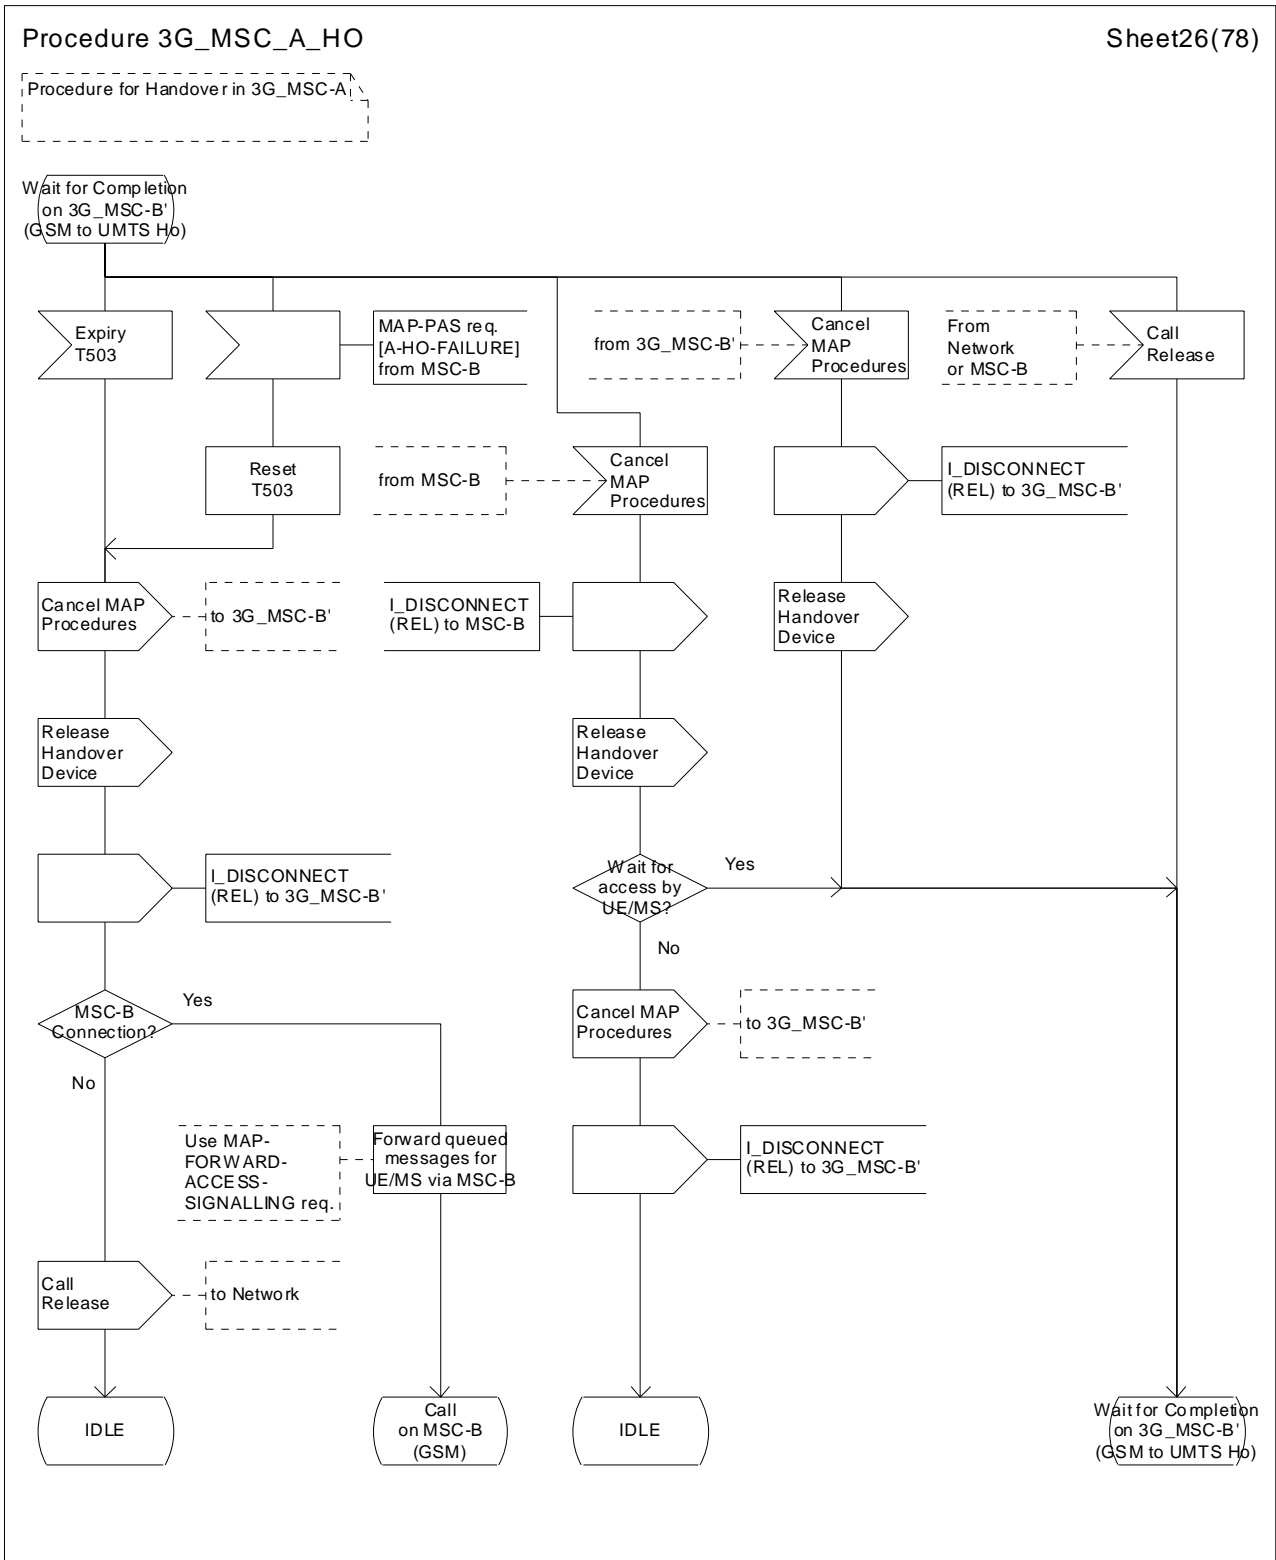 Procedure 3G_MSC_A_HO
Sheet26(78)
Procedure for Handover in 3G_MSC-A
Wait for Completion
on 3G_MSC-B'
(GSM to UMTS Ho)
Expiry
T503
MAP-PAS req.
[A-HO-FAILURE]
from MSC-B
from 3G_MSC-B'
Cancel
MAP
Procedures
From
Network
or MSC-B
Call
Release
Reset
T503
from MSC-B
Cancel
MAP
Procedures
I_DISCONNECT
(REL) to 3G_MSC-B'
Cancel MAP
Procedures
to 3G_MSC-B'
I_DISCONNECT
(REL) to MSC-B
Release
Handover
Device
Release
Handover
Device
Release
Handover
Device
I_DISCONNECT
(REL) to 3G_MSC-B'
Wait for
access by
UE/MS?
Yes
No
MSC-B
Connection?
Yes
No
Cancel MAP
Procedures
to 3G_MSC-B'
Use MAP-
FORWARD-
ACCESS-
SIGNALLING req.
Forward queued
messages for
UE/MS via MSC-B
I_DISCONNECT
(REL) to 3G_MSC-B'
Call
Release
to Network
IDLE
Call
on MSC-B
(GSM)
IDLE
Wait for Completion
on 3G_MSC-B'
(GSM to UMTS Ho)